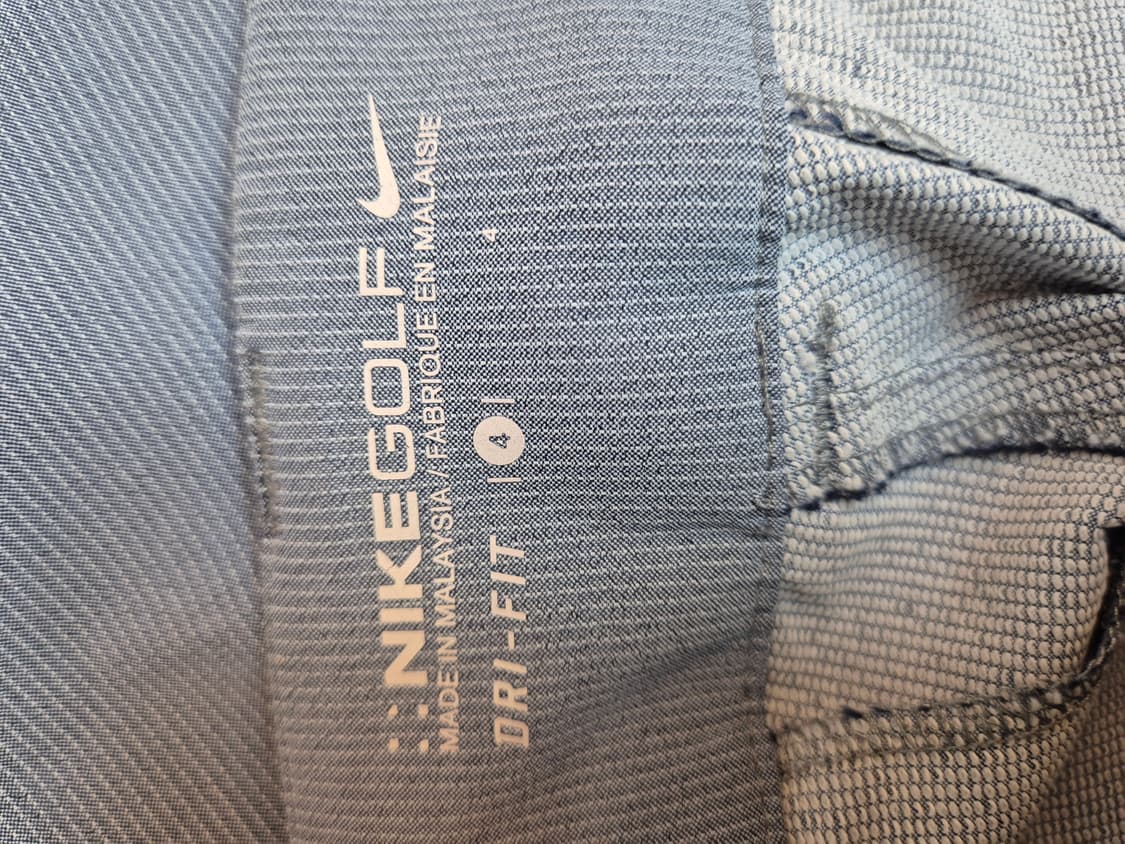 NIKEGOLF
MADE IN MALAYSIA / FABRIQUE EN MALAISIE
DRI-FIT | 4 | 4